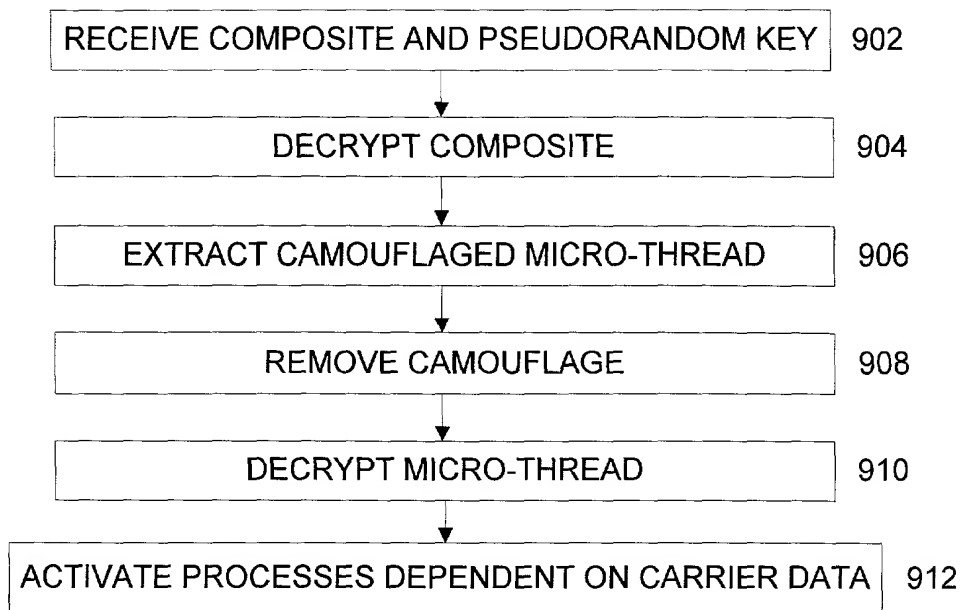 RECEIVE COMPOSITE AND PSEUDORANDOM KEY 902
DECRYPT COMPOSITE 904
EXTRACT CAMOUFLAGED MICRO-THREAD 906
REMOVE CAMOUFLAGE 908
DECRYPT MICRO-THREAD 910
ACTIVATE PROCESSES DEPENDENT ON CARRIER DATA 912